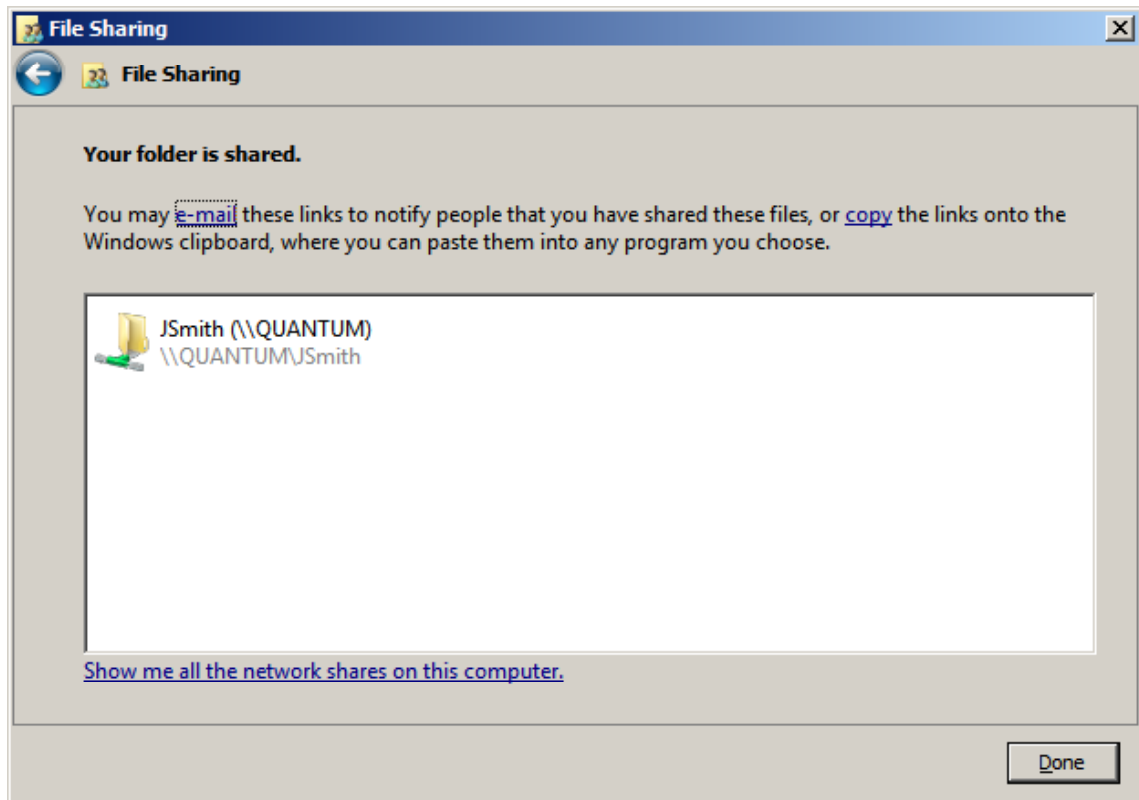 File Sharing
File Sharing
Your folder is shared.
You may e-mail these links to notify people that you have shared these files, or copy the links onto the
Windows clipboard, where you can paste them into any program you choose.
JSmith (\\QUANTUM)
\\QUANTUM\JSmith
Show me all the network shares on this computer.
Done